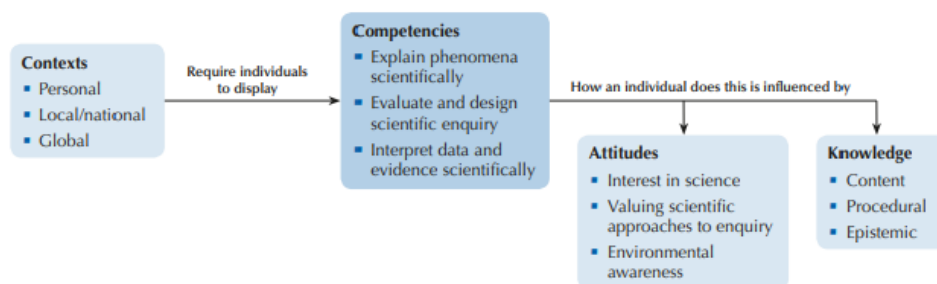 Contexts
▪ Personal
▪ Local/national
▪ Global
Require individuals
to display
Competencies
▪ Explain phenomena
scientifically
▪ Evaluate and design
scientific enquiry
▪ Interpret data and
evidence scientifically
How an individual does this is influenced by
Attitudes
▪ Interest in science
▪ Valuing scientific
approaches to enquiry
▪ Environmental
awareness
Knowledge
▪ Content
▪ Procedural
▪ Epistemic